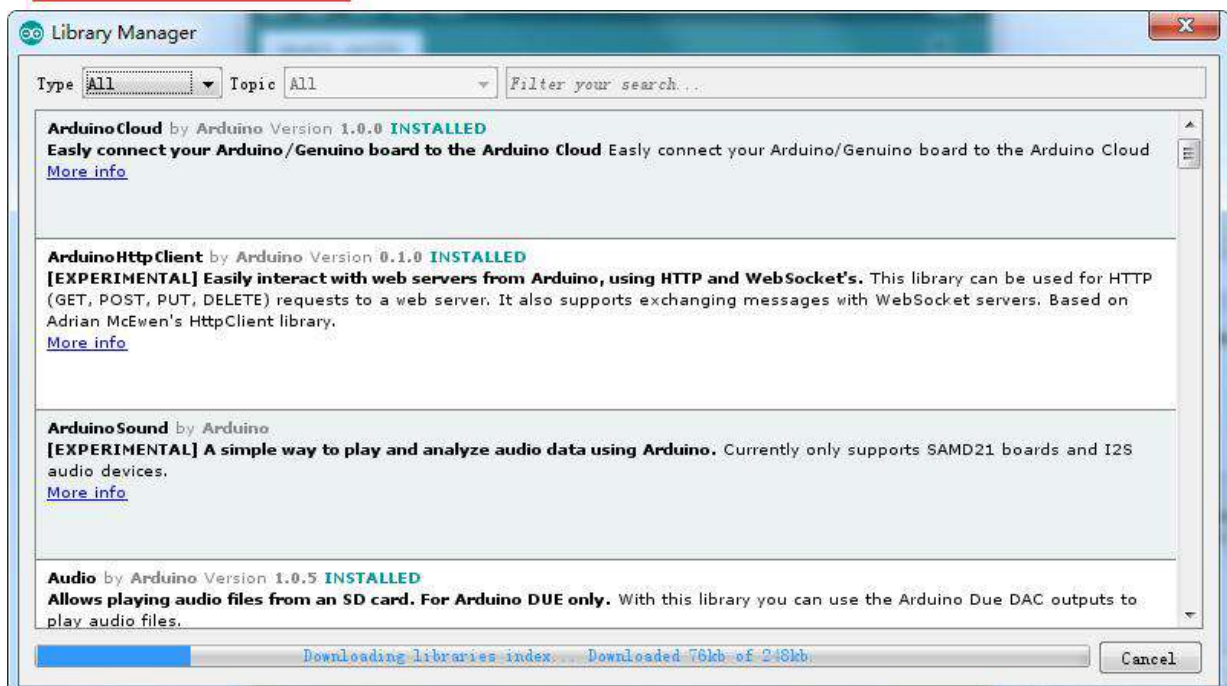 Library Manager
Type All Topic All Filter your search...
ArduinoCloud by Arduino Version 1.0.0 INSTALLED
Easly connect your Arduino/Genuino board to the Arduino Cloud Easly connect your Arduino/Genuino board to the Arduino Cloud
More info
ArduinoHttpClient by Arduino Version 0.1.0 INSTALLED
[EXPERIMENTAL] Easily interact with web servers from Arduino, using HTTP and WebSocket's. This library can be used for HTTP
(GET, POST, PUT, DELETE) requests to a web server. It also supports exchanging messages with WebSocket servers. Based on
Adrian McEwen's HttpClient library.
More info
ArduinoSound by Arduino
[EXPERIMENTAL] A simple way to play and analyze audio data using Arduino. Currently only supports SAMD21 boards and I2S
audio devices.
More info
Audio by Arduino Version 1.0.5 INSTALLED
Allows playing audio files from an SD card. For Arduino DUE only. With this library you can use the Arduino Due DAC outputs to
play audio files.
Downloading libraries index... Downloaded 76kb of 248kb.
Cancel